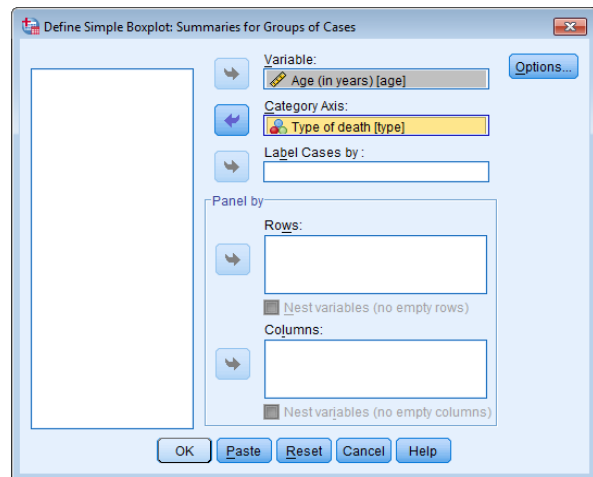 Define Simple Boxplot: Summaries for Groups of Cases
Variable:
Age (in years) [age]
Options...
Category Axis:
Type of death [type]
Label Cases by :
Panel by
Rows:
Nest variables (no empty rows)
Columns:
Nest variables (no empty columns)
OK Paste Reset Cancel Help